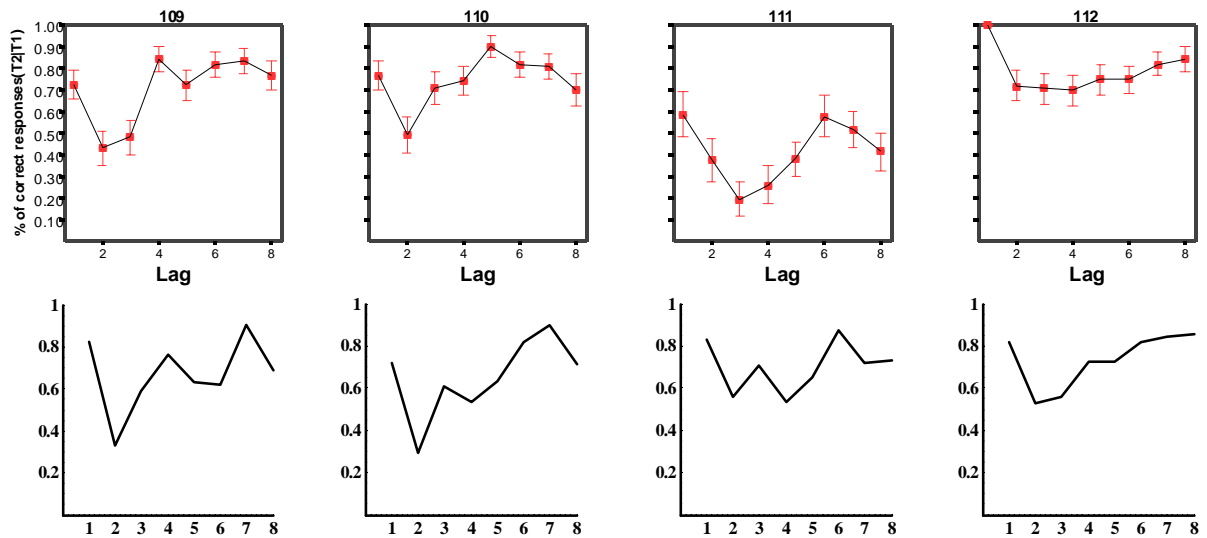 109 110 111 112
% of correct responses(T2|T1)
1.00
0.90
0.80
0.70
0.60
0.50
0.40
0.30
0.20
0.10
2 4 6 8 2 4 6 8 2 4 6 8 2 4 6 8
Lag Lag Lag Lag
1 1 1 1
0.8 0.8 0.8 0.8
0.6 0.6 0.6 0.6
0.4 0.4 0.4 0.4
0.2 0.2 0.2 0.2
1 2 3 4 5 6 7 8 1 2 3 4 5 6 7 8 1 2 3 4 5 6 7 8 1 2 3 4 5 6 7 8